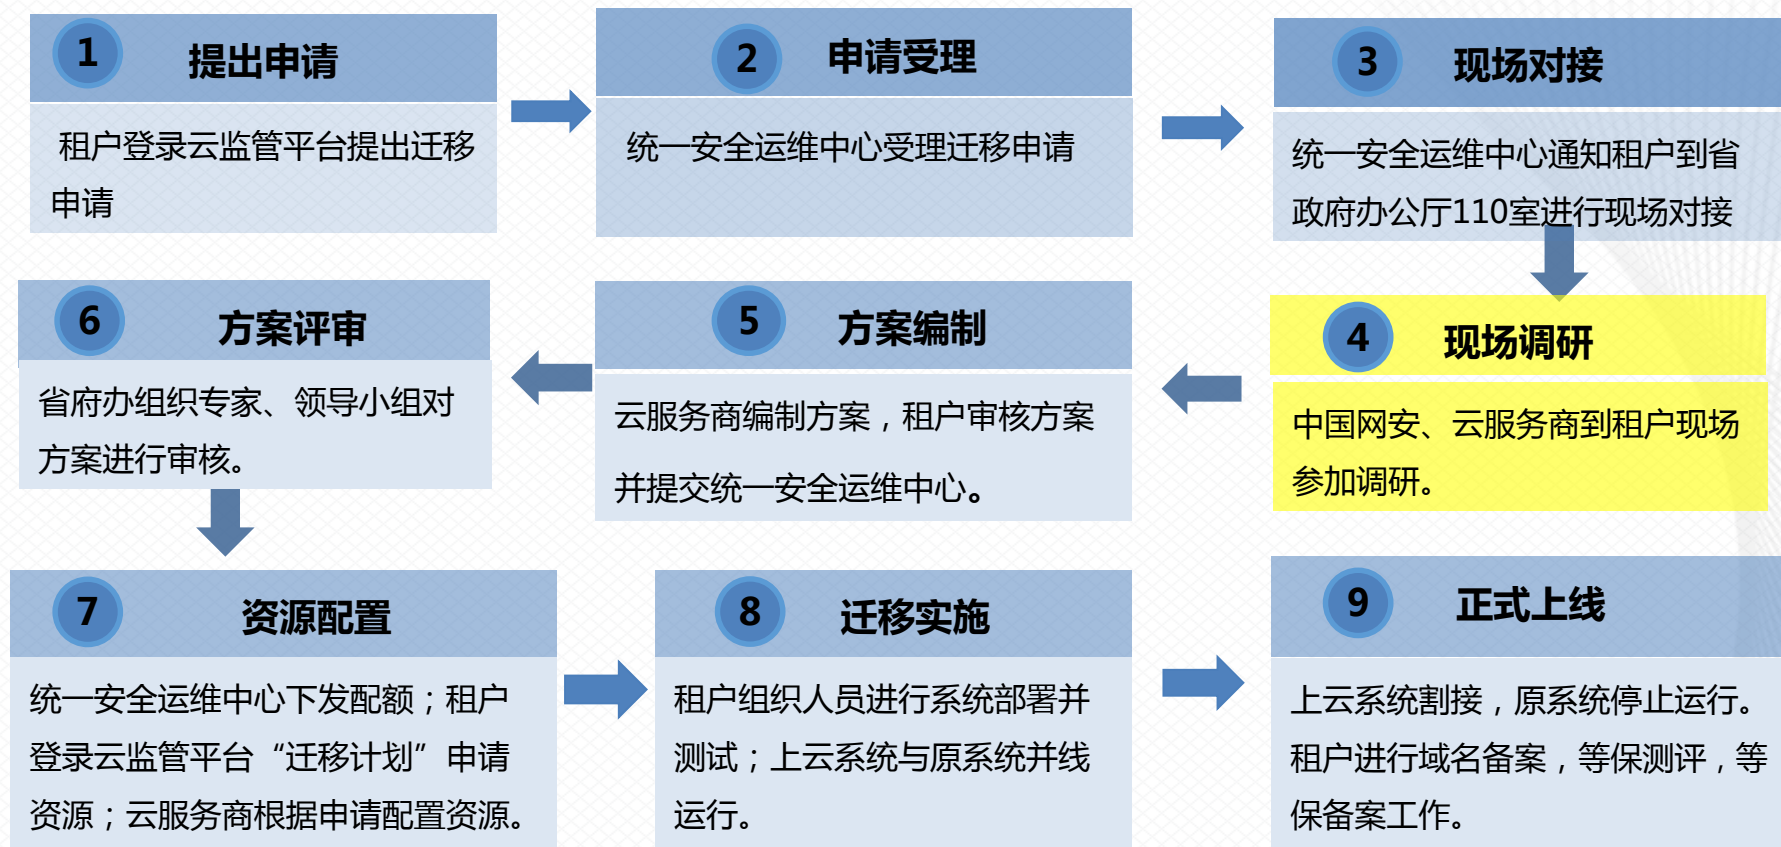 1
提出申请
租户登录云监管平台提出迁移
申请
2
申请受理
统一安全运维中心受理迁移申请
3
现场对接
统一安全运维中心通知租户到省
政府办公厅110室进行现场对接
4
现场调研
中国网安、云服务商到租户现场
参加调研。
5
方案编制
云服务商编制方案，租户审核方案
并提交统一安全运维中心。
6
方案评审
省府办组织专家、领导小组对
方案进行审核。
7
资源配置
统一安全运维中心下发配额；租户
登录云监管平台“迁移计划”申请
资源；云服务商根据申请配置资源。
8
迁移实施
租户组织人员进行系统部署并
测试；上云系统与原系统并线
运行。
9
正式上线
上云系统割接，原系统停止运行。
租户进行域名备案，等保测评，等
保备案工作。